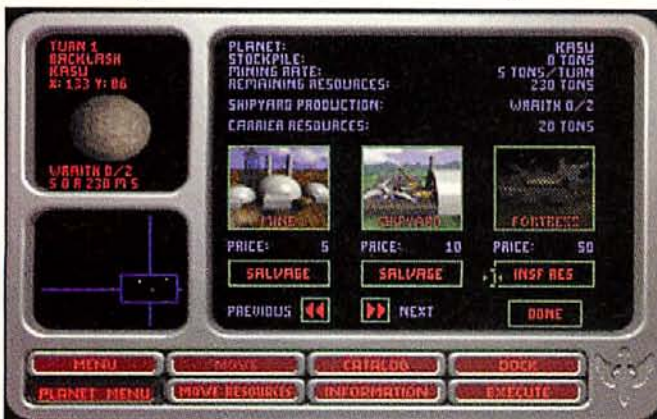 TURN 1
BACKLASH
KASU
X: 133 Y: 86
WRAITH 0/2
S 0 R 230 M 5
PLANET: KASU
STOCKPILE: 0 TONS
MINING RATE: 5 TONS/TURN
REMAINING RESOURCES: 230 TONS
SHIPYARD PRODUCTION: WRAITH 0/2
CARRIER RESOURCES: 20 TONS
MINE SHIPYARD FORTRESS
PRICE: 5 PRICE: 10 PRICE: 50
SALVAGE SALVAGE INSF RES
PREVIOUS NEXT DONE
MENU MOVE CATALOG DOCK
PLANET MENU MOVE RESOURCES INFORMATION EXECUTE